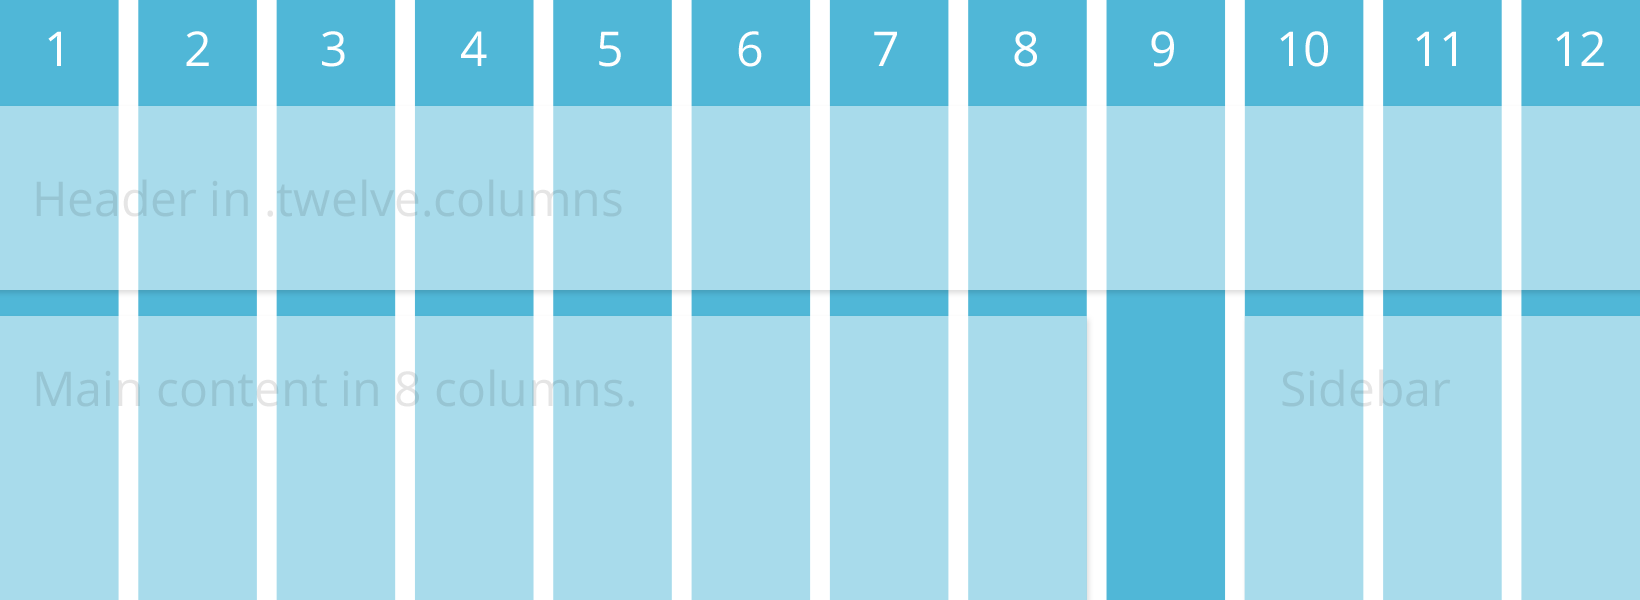 1 2 3 4 5 6 7 8 9 10 11 12
Header in .twelve.columns
Main content in 8 columns.
Sidebar